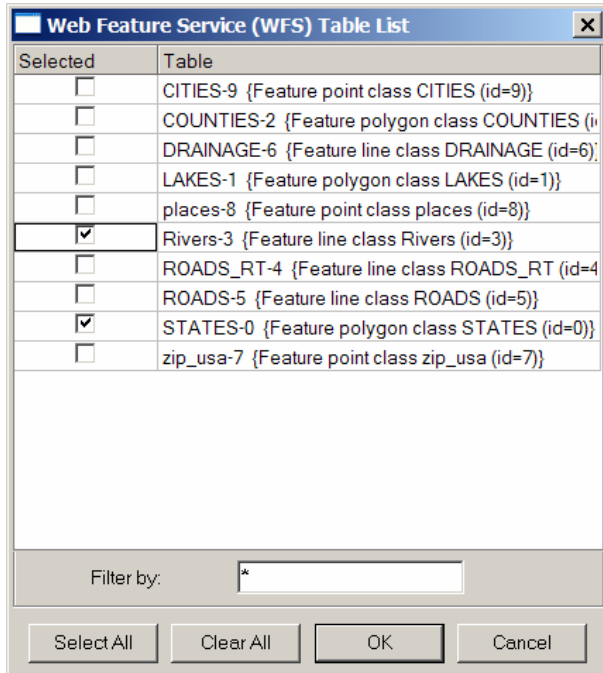 Web Feature Service (WFS) Table List
Selected Table
CITIES-9 {Feature point class CITIES (id=9)}
COUNTIES-2 {Feature polygon class COUNTIES (i
DRAINAGE-6 {Feature line class DRAINAGE (id=6)}
LAKES-1 {Feature polygon class LAKES (id=1)}
places-8 {Feature point class places (id=8)}
Rivers-3 {Feature line class Rivers (id=3)}
ROADS_RT-4 {Feature line class ROADS_RT (id=4
ROADS-5 {Feature line class ROADS (id=5)}
STATES-0 {Feature polygon class STATES (id=0)}
zip_usa-7 {Feature point class zip_usa (id=7)}
Filter by: *
Select All Clear All OK Cancel